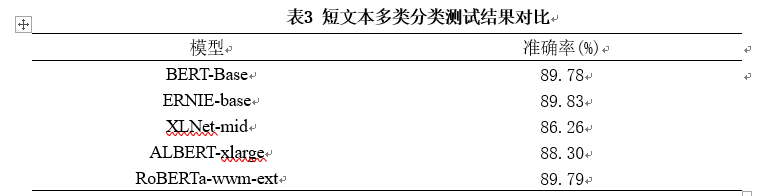 表3 短文本多类分类测试结果对比
模型 准确率(%)
BERT-Base 89.78
ERNIE-base 89.83
XLNet-mid 86.26
ALBERT-xlarge 88.30
RoBERTa-wwm-ext 89.79